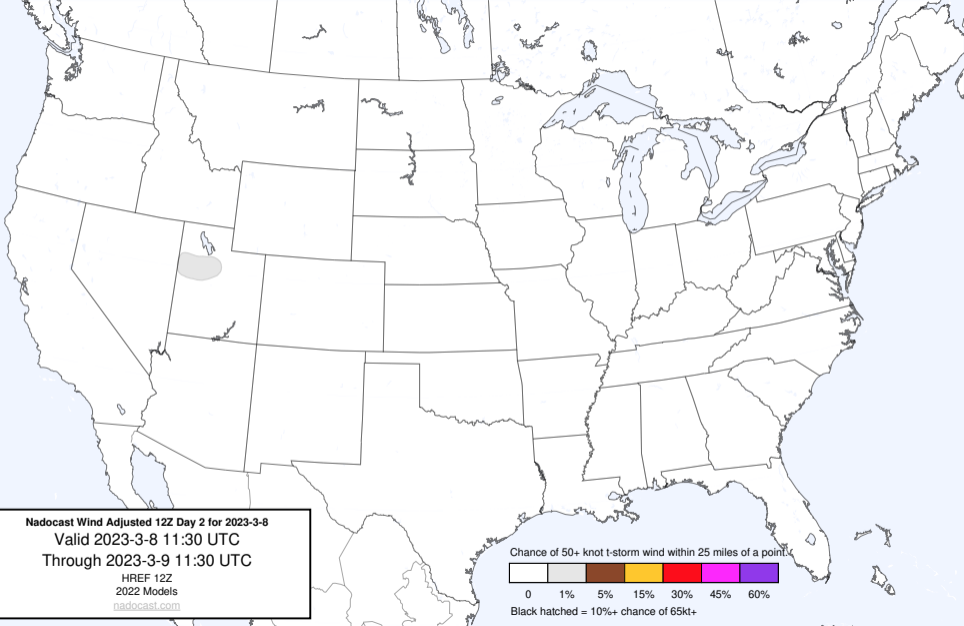 Nadocast Wind Adjusted 12Z Day 2 for 2023-3-8
Valid 2023-3-8 11:30 UTC
Through 2023-3-9 11:30 UTC
HREF 12Z
2022 Models
nadocast.com
Chance of 50+ knot t-storm wind within 25 miles of a point.
0 1% 5% 15% 30% 45% 60%
Black hatched = 10%+ chance of 65kt+